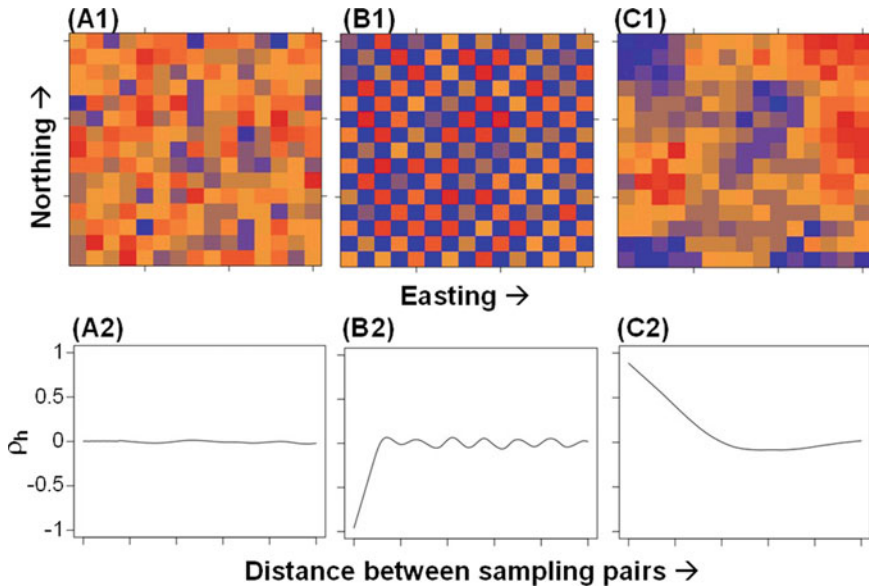 (A1) (B1) (C1)
Northing →
Easting →
(A2) (B2) (C2)
1
0.5
0
-0.5
-1
ρh
Distance between sampling pairs →